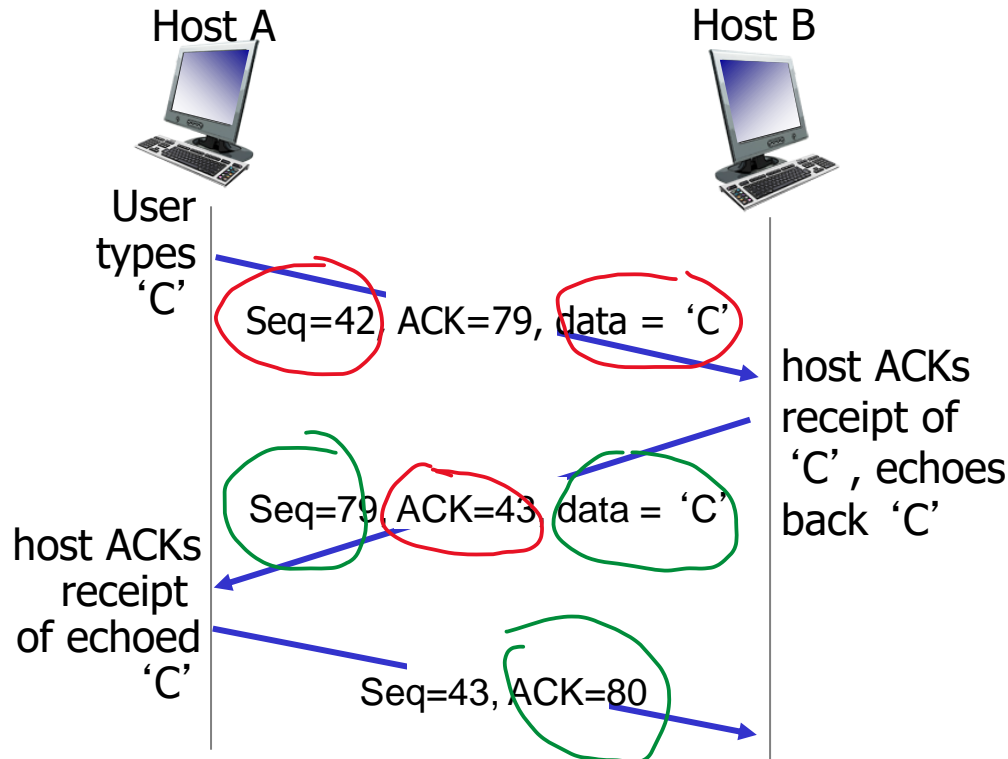 Host A
Host B
User
types
‘C’
Seq=42, ACK=79, data = ‘C’
host ACKs
receipt of
‘C’, echoes
back ‘C’
Seq=79, ACK=43, data = ‘C’
host ACKs
receipt
of echoed
‘C’
Seq=43, ACK=80